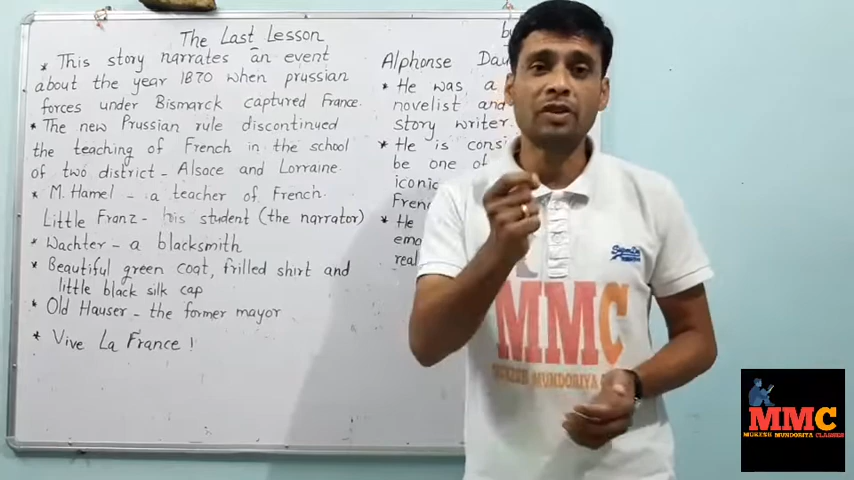 The Last Lesson
* This story narrates an event
about the year 1870 when prussian
forces under Bismarck captured France.
* The new Prussian rule discontinued
the teaching of French in the school
of two district - Alsace and Lorraine.
* M. Hamel - a teacher of French.
Little Franz - his student (the narrator)
* Wachter - a blacksmith
* Beautiful green coat, frilled shirt and
little black silk cap
* Old Hauser - the former mayor
* Vive La France !
by
Alphonse
* He was a
novelist and
story writer.
* He is
be one of
iconic
* He
Superdry
MMC
MUNDORIYA
MMC
MUKESH MUNDORIYA CLASSES